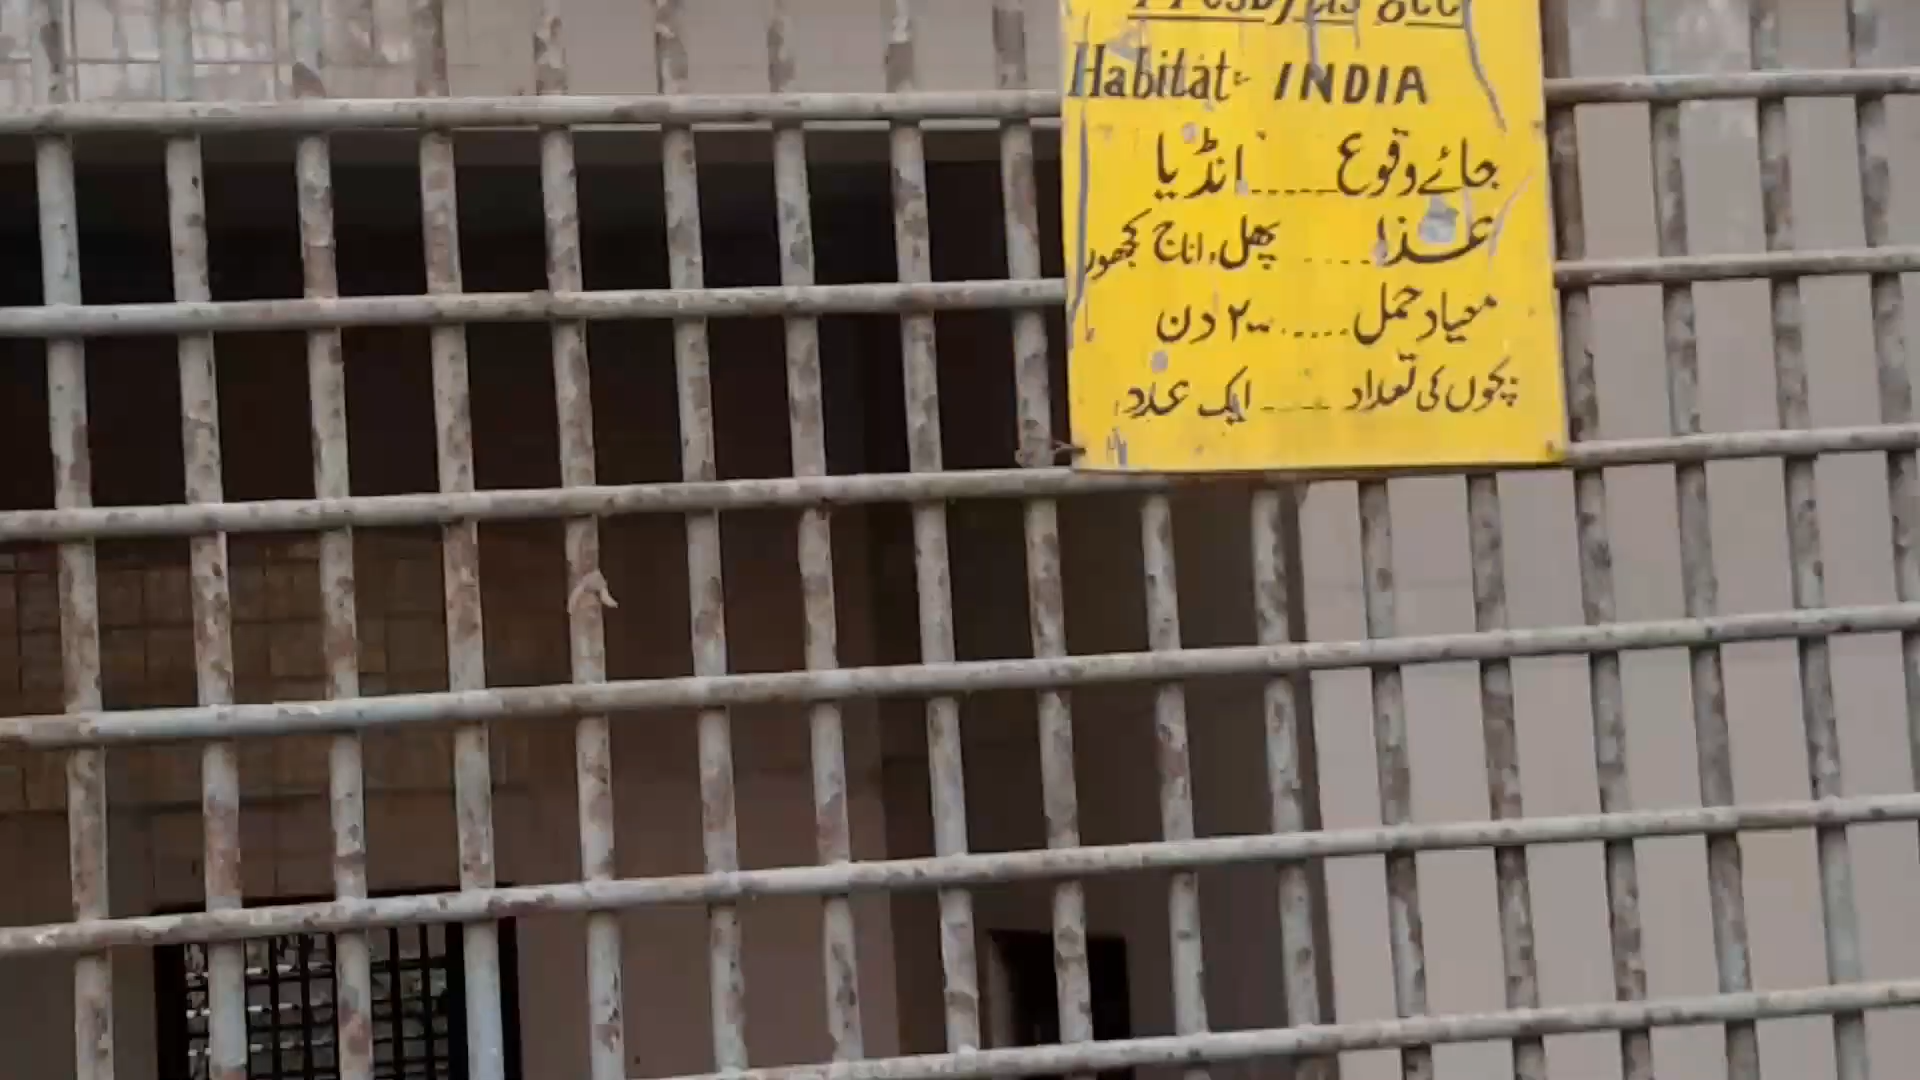 Habitat:- INDIA
جائے وقوع ..... انڈیا
غذا ..... پھل، اناج کھجور
میعاد حمل ..... ۲۰۰ دن
بچوں کی تعداد ..... ایک عدد